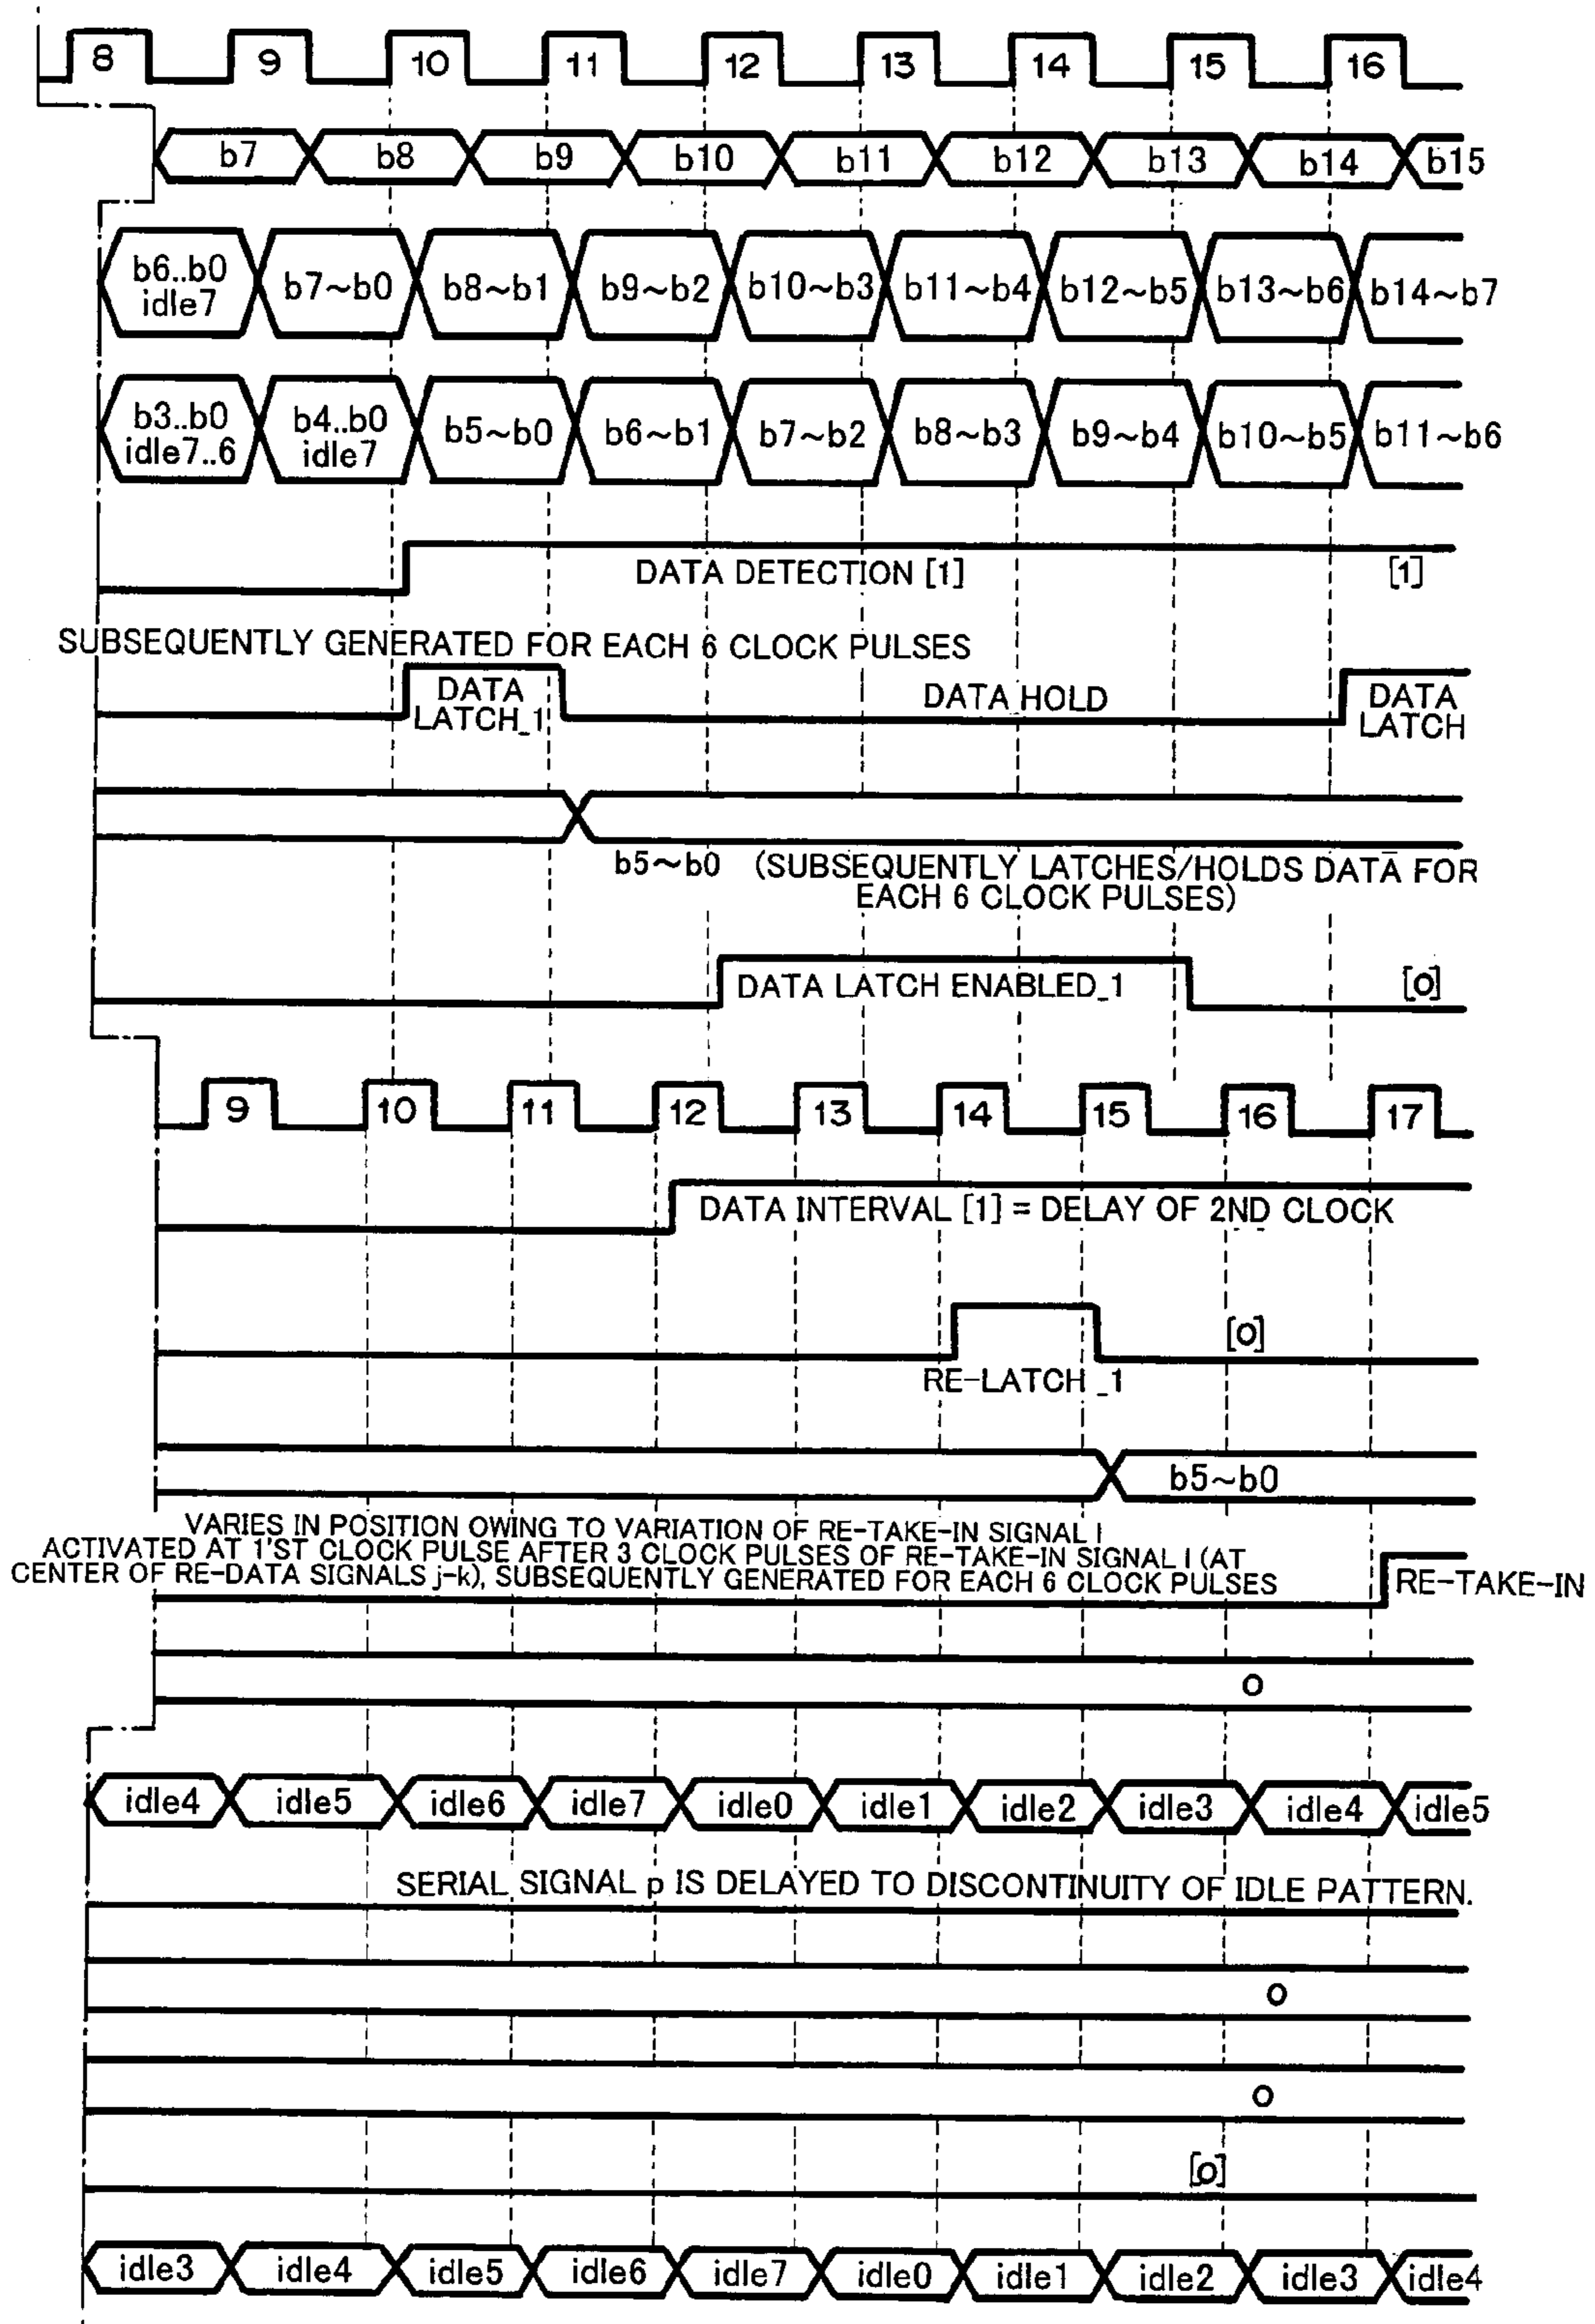 8 9 10 11 12 13 14 15 16
b7 b8 b9 b10 b11 b12 b13 b14 b15
b6..b0 idle7 b7~b0 b8~b1 b9~b2 b10~b3 b11~b4 b12~b5 b13~b6 b14~b7
b3..b0 idle7..6 b4..b0 idle7 b5~b0 b6~b1 b7~b2 b8~b3 b9~b4 b10~b5 b11~b6
DATA DETECTION [1] [1]
SUBSEQUENTLY GENERATED FOR EACH 6 CLOCK PULSES
DATA LATCH_1 DATA HOLD DATA LATCH
b5~b0 (SUBSEQUENTLY LATCHES/HOLDS DATA FOR
EACH 6 CLOCK PULSES)
DATA LATCH ENABLED_1 [0]
9 10 11 12 13 14 15 16 17
DATA INTERVAL [1] = DELAY OF 2ND CLOCK
[0]
RE-LATCH_1
b5~b0
VARIES IN POSITION OWING TO VARIATION OF RE-TAKE-IN SIGNAL l
ACTIVATED AT 1'ST CLOCK PULSE AFTER 3 CLOCK PULSES OF RE-TAKE-IN SIGNAL l (AT
CENTER OF RE-DATA SIGNALS j-k), SUBSEQUENTLY GENERATED FOR EACH 6 CLOCK PULSES
RE-TAKE-IN
0
idle4 idle5 idle6 idle7 idle0 idle1 idle2 idle3 idle4 idle5
SERIAL SIGNAL p IS DELAYED TO DISCONTINUITY OF IDLE PATTERN.
0
0
[0]
idle3 idle4 idle5 idle6 idle7 idle0 idle1 idle2 idle3 idle4